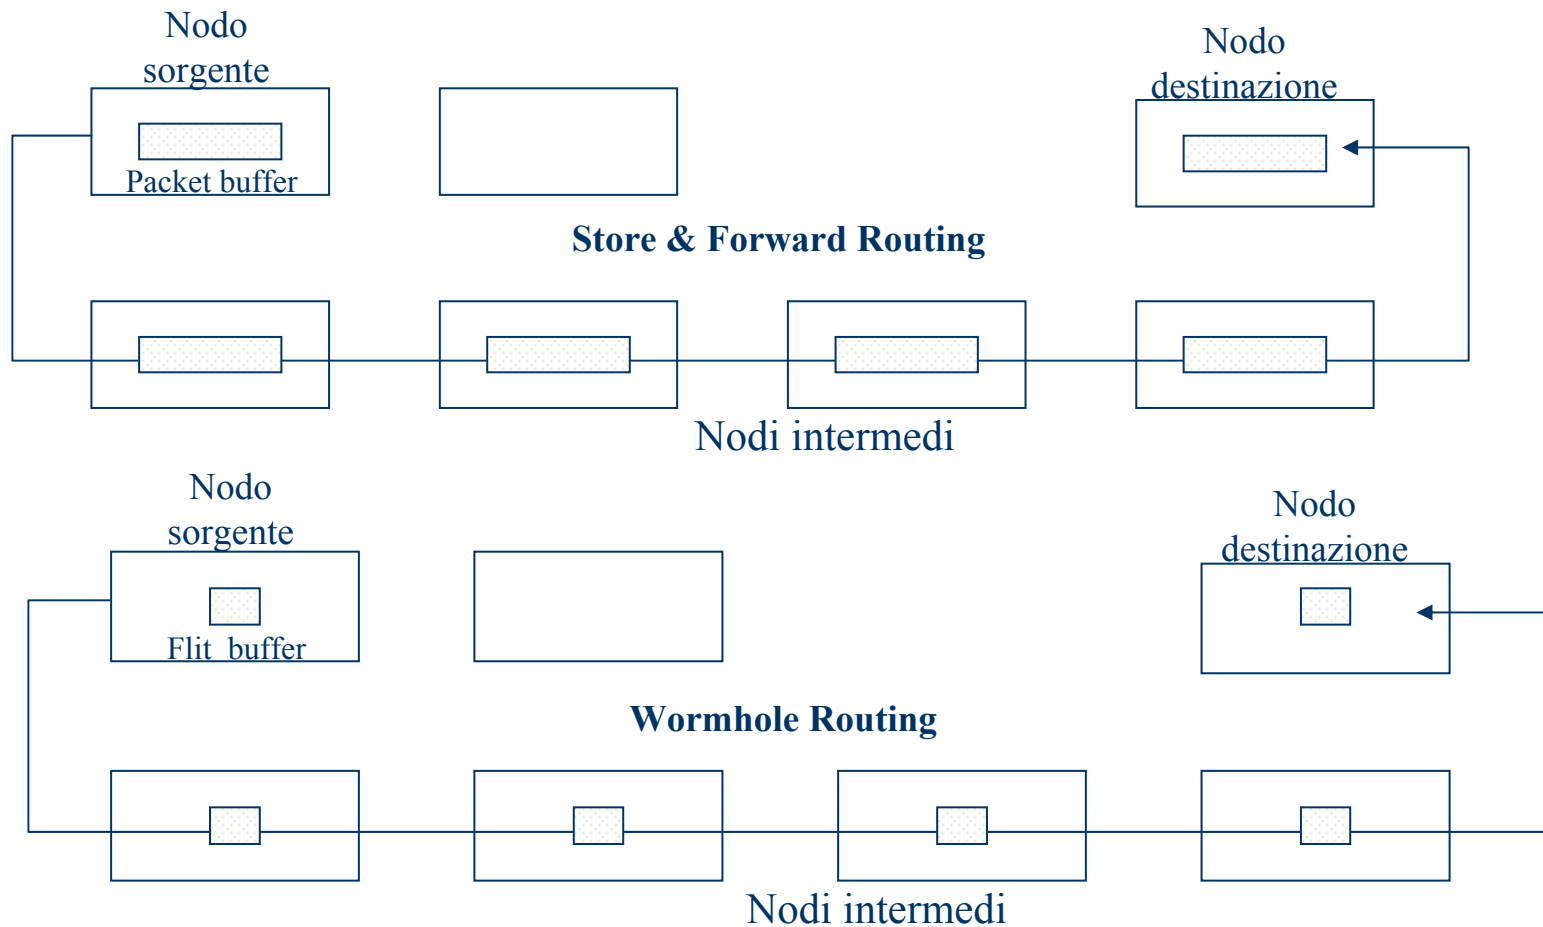 Nodo
sorgente
Nodo
destinazione
Packet buffer
Store & Forward Routing
Nodi intermedi
Nodo
sorgente
Nodo
destinazione
Flit buffer
Wormhole Routing
Nodi intermedi